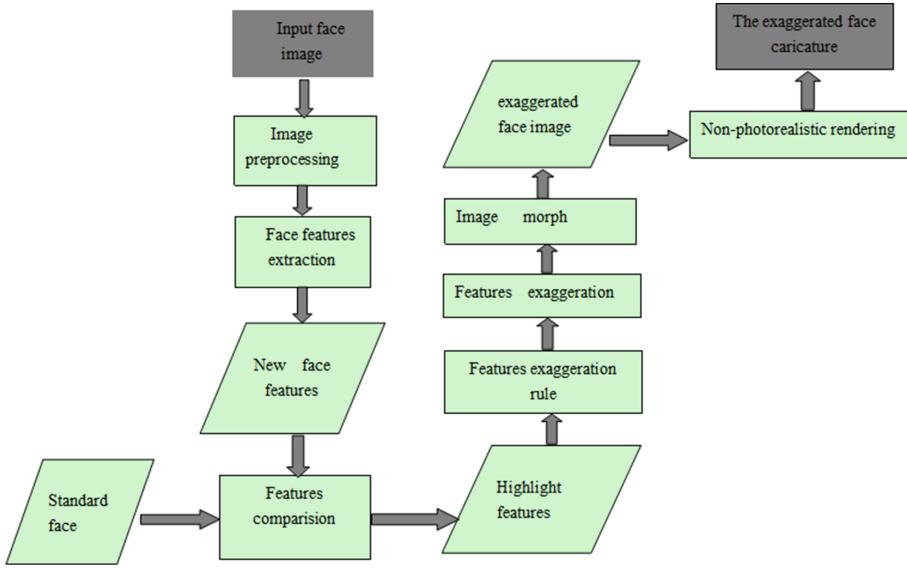 Input face
image
Image
preprocessing
Face features
extraction
New face
features
Standard
face
Features
comparision
Highlight
features
Features exaggeration
rule
Features exaggeration
Image morph
exaggerated
face image
Non-photorealistic rendering
The exaggerated face
caricature